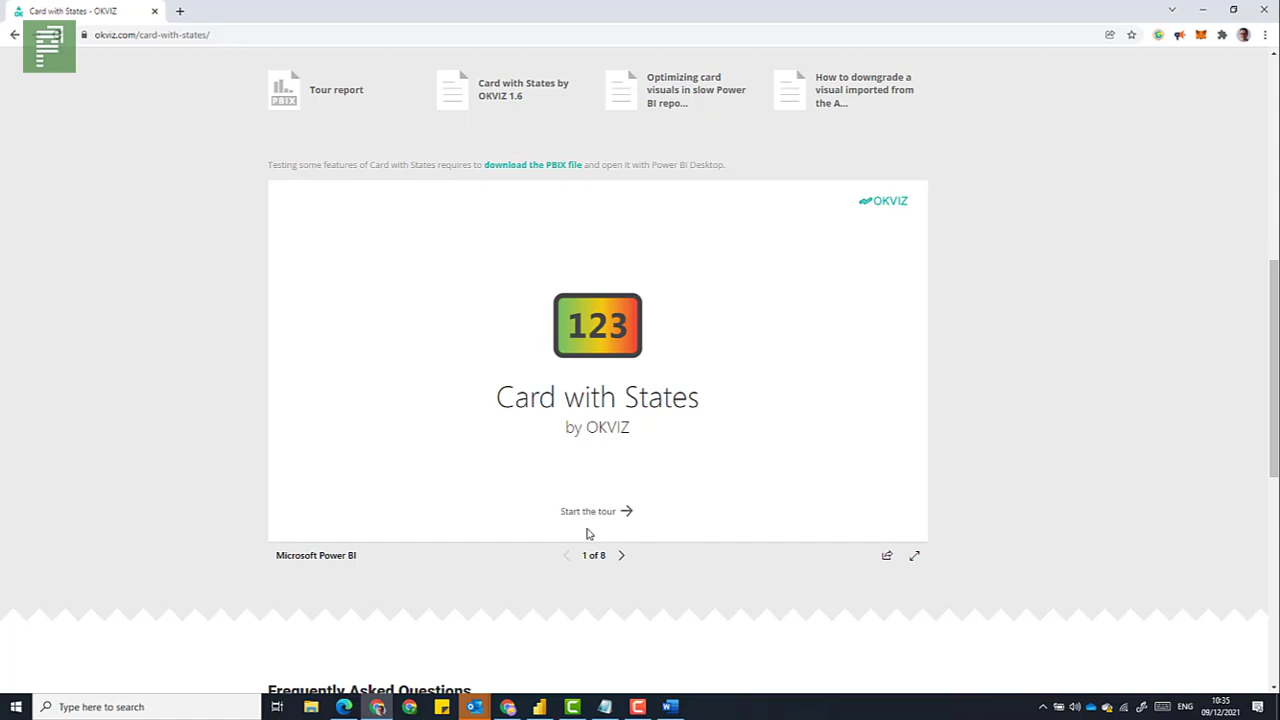 Card with States - OKVIZ
okviz.com/card-with-states/
Tour report
PBIX
Card with States by
OKVIZ 1.6
Optimizing card
visuals in slow Power
BI repo...
How to downgrade a
visual imported from
the A...
Testing some features of Card with States requires to download the PBIX file and open it with Power BI Desktop.
OKVIZ
123
Card with States
by OKVIZ
Start the tour
Microsoft Power BI
1 of 8
Frequently Asked Questions
Type here to search
ENG
10:35
09/12/2021